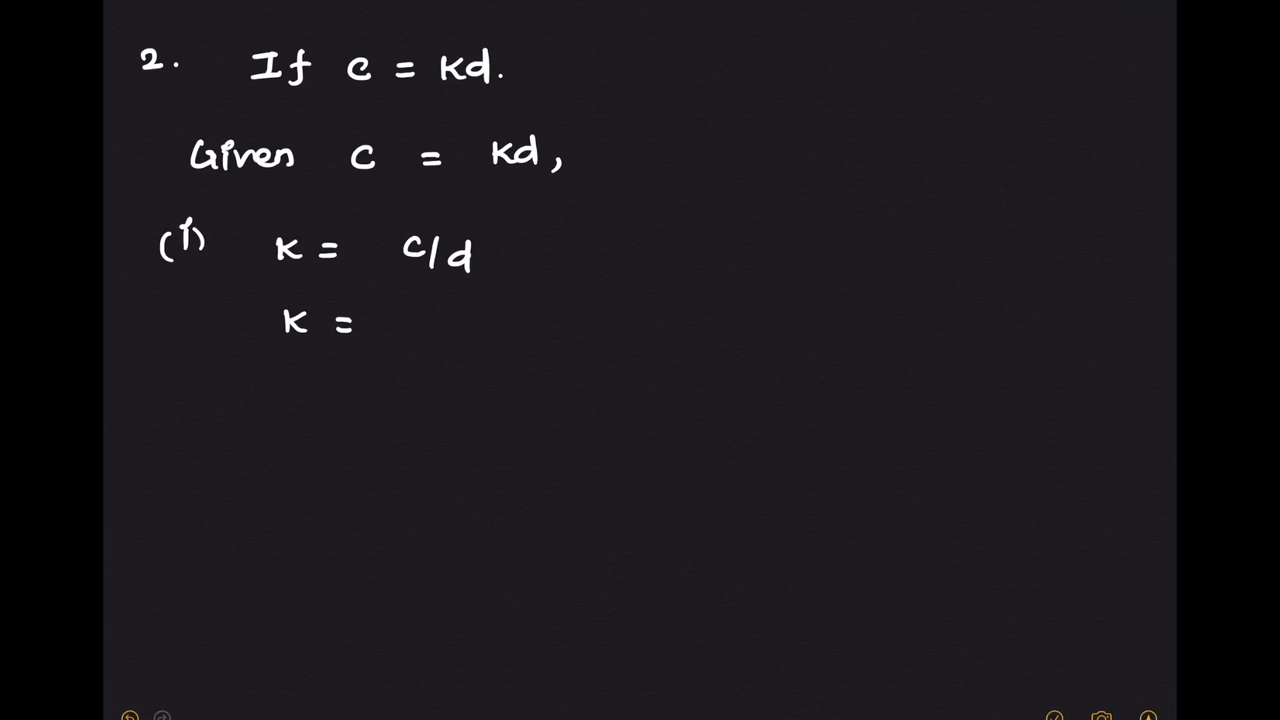 2. If c = Kd.
Given c = Kd,
(i) K = c/d
K =